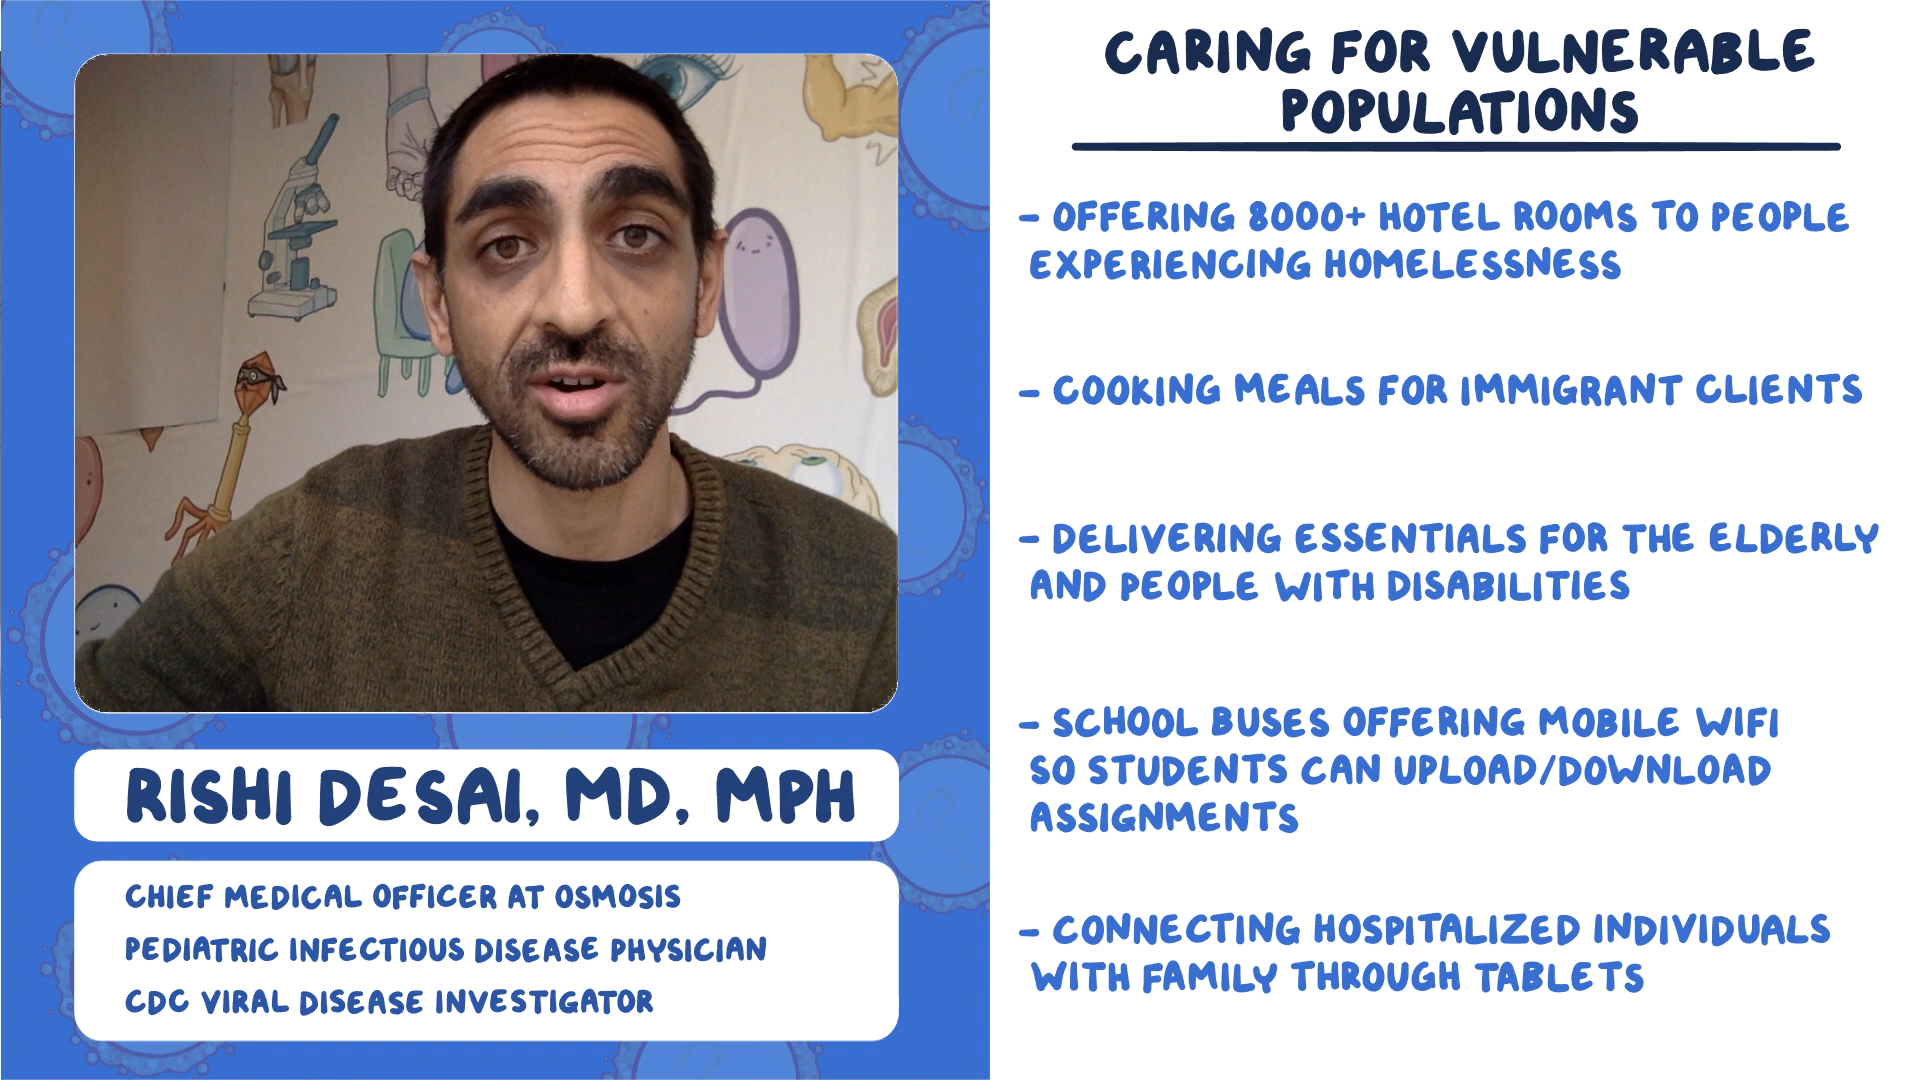 CARING FOR VULNERABLE
POPULATIONS
- OFFERING 8000+ HOTEL ROOMS TO PEOPLE
EXPERIENCING HOMELESSNESS
- COOKING MEALS FOR IMMIGRANT CLIENTS
- DELIVERING ESSENTIALS FOR THE ELDERLY
AND PEOPLE WITH DISABILITIES
- SCHOOL BUSES OFFERING MOBILE WIFI
SO STUDENTS CAN UPLOAD/DOWNLOAD
ASSIGNMENTS
- CONNECTING HOSPITALIZED INDIVIDUALS
WITH FAMILY THROUGH TABLETS
RISHI DESAI, MD, MPH
CHIEF MEDICAL OFFICER AT OSMOSIS
PEDIATRIC INFECTIOUS DISEASE PHYSICIAN
CDC VIRAL DISEASE INVESTIGATOR